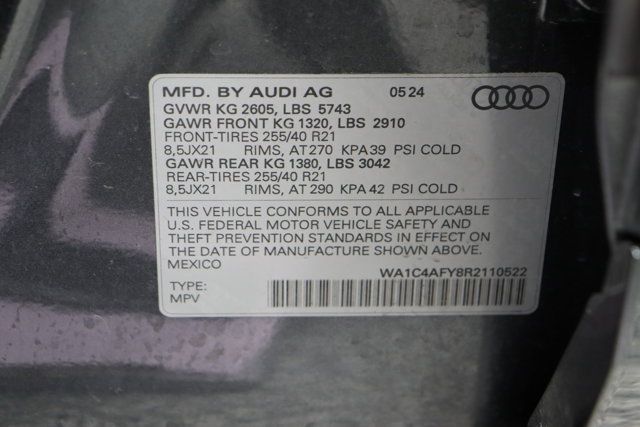 MFD. BY AUDI AG 05 24
GVWR KG 2605, LBS 5743
GAWR FRONT KG 1320, LBS 2910
FRONT-TIRES 255/40 R21
8,5JX21 RIMS, AT 270 KPA 39 PSI COLD
GAWR REAR KG 1380, LBS 3042
REAR-TIRES 255/40 R21
8,5JX21 RIMS, AT 290 KPA 42 PSI COLD
THIS VEHICLE CONFORMS TO ALL APPLICABLE
U.S. FEDERAL MOTOR VEHICLE SAFETY AND
THEFT PREVENTION STANDARDS IN EFFECT ON
THE DATE OF MANUFACTURE SHOWN ABOVE.
MEXICO WA1C4AFY8R2110522
TYPE:
MPV